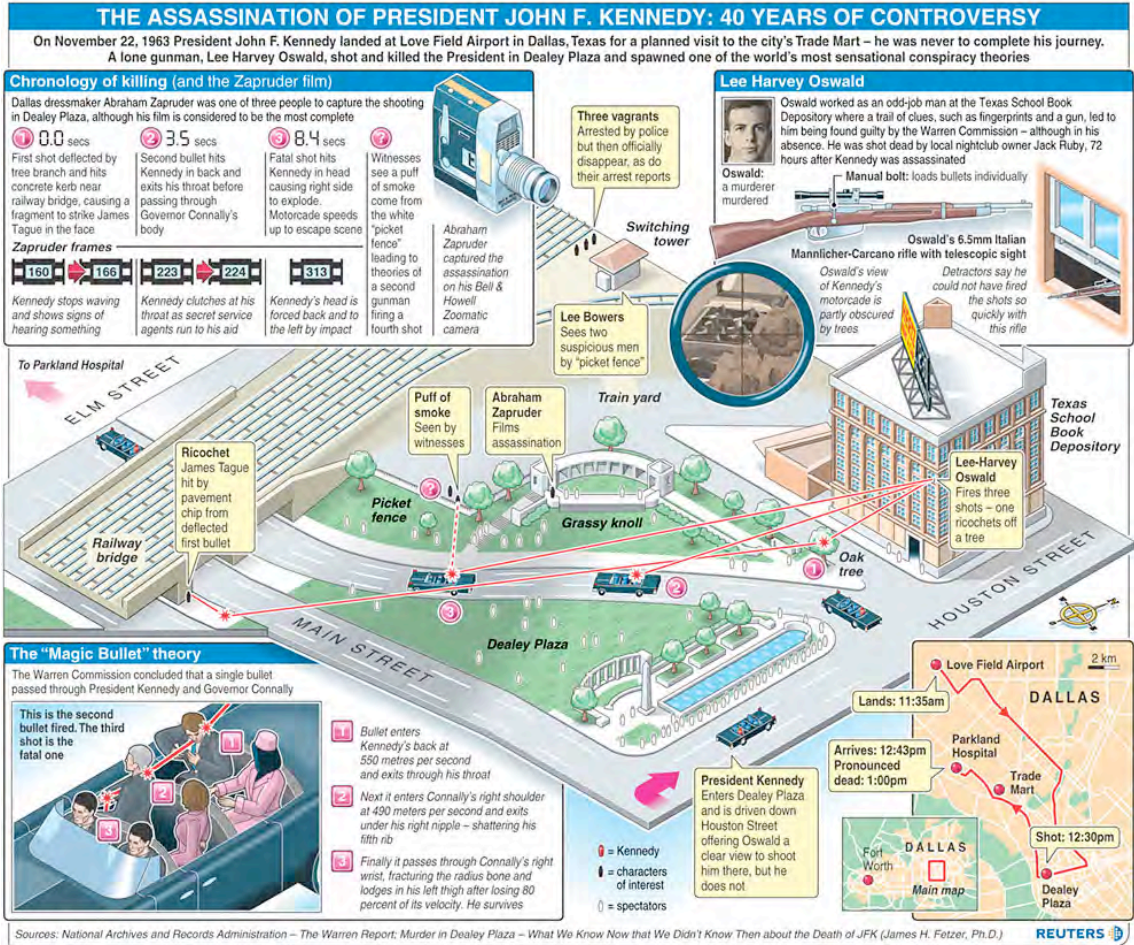 THE ASSASSINATION OF PRESIDENT JOHN F. KENNEDY: 40 YEARS OF CONTROVERSY
On November 22, 1963 President John F. Kennedy landed at Love Field Airport in Dallas, Texas for a planned visit to the city's Trade Mart – he was never to complete his journey.
A lone gunman, Lee Harvey Oswald, shot and killed the President in Dealey Plaza and spawned one of the world's most sensational conspiracy theories
Chronology of killing (and the Zapruder film)
Dallas dressmaker Abraham Zapruder was one of three people to capture the shooting
in Dealey Plaza, although his film is considered to be the most complete
1 0.0 secs
First shot deflected by
tree branch and hits
concrete kerb near
railway bridge, causing a
fragment to strike James
Tague in the face
2 3.5 secs
Second bullet hits
Kennedy in back and
exits his throat before
passing through
Governor Connally's
body
3 8.4 secs
Fatal shot hits
Kennedy in head
causing right side
to explode.
Motorcade speeds
up to escape scene
?
Witnesses
see a puff
of smoke
come from
the white
"picket
fence"
leading to
theories of
a second
gunman
firing a
fourth shot
Zapruder frames
160 166
Kennedy stops waving
and shows signs of
hearing something
223 224
Kennedy clutches at his
throat as secret service
agents run to his aid
313
Kennedy's head is
forced back and to
the left by impact
Abraham
Zapruder
captured the
assassination
on his Bell &
Howell
Zoomatic
camera
Three vagrants
Arrested by police
but then officially
disappear, as do
their arrest reports
Switching
tower
Lee Bowers
Sees two
suspicious men
by "picket fence"
Lee Harvey Oswald
Oswald worked as an odd-job man at the Texas School Book
Depository where a trail of clues, such as fingerprints and a gun, led to
him being found guilty by the Warren Commission – although in his
absence. He was shot dead by local nightclub owner Jack Ruby, 72
hours after Kennedy was assassinated
Oswald:
a murderer
murdered
Manual bolt: loads bullets individually
Oswald's 6.5mm Italian
Mannlicher-Carcano rifle with telescopic sight
Oswald's view
of Kennedy's
motorcade is
partly obscured
by trees
Detractors say he
could not have fired
the shots so
quickly with
this rifle
To Parkland Hospital
ELM STREET
Ricochet
James Tague
hit by
pavement
chip from
deflected
first bullet
Railway
bridge
Puff of
smoke
Seen by
witnesses
Abraham
Zapruder
Films
assassination
Train yard
Picket
fence
?
Grassy knoll
Texas
School
Book
Depository
Lee-Harvey
Oswald
Fires three
shots – one
ricochets off
a tree
Oak
tree
1
2
3
HOUSTON STREET
MAIN STREET
Dealey Plaza
The "Magic Bullet" theory
The Warren Commission concluded that a single bullet
passed through President Kennedy and Governor Connally
This is the second
bullet fired. The third
shot is the
fatal one
1
2
3
1 Bullet enters
Kennedy's back at
550 metres per second
and exits through his throat
2 Next it enters Connally's right shoulder
at 490 meters per second and exits
under his right nipple – shattering his
fifth rib
3 Finally it passes through Connally's right
wrist, fracturing the radius bone and
lodges in his left thigh after losing 80
percent of its velocity. He survives
= Kennedy
= characters
of interest
= spectators
President Kennedy
Enters Dealey Plaza
and is driven down
Houston Street
offering Oswald a
clear view to shoot
him there, but he
does not
Love Field Airport
2 km
Lands: 11:35am
DALLAS
Arrives: 12:43pm
Pronounced
dead: 1:00pm
Parkland
Hospital
Trade
Mart
Shot: 12:30pm
Dealey
Plaza
Fort
Worth
DALLAS
Main map
Sources: National Archives and Records Administration – The Warren Report; Murder in Dealey Plaza – What We Know Now that We Didn't Know Then about the Death of JFK (James H. Fetzer, Ph.D.)
REUTERS